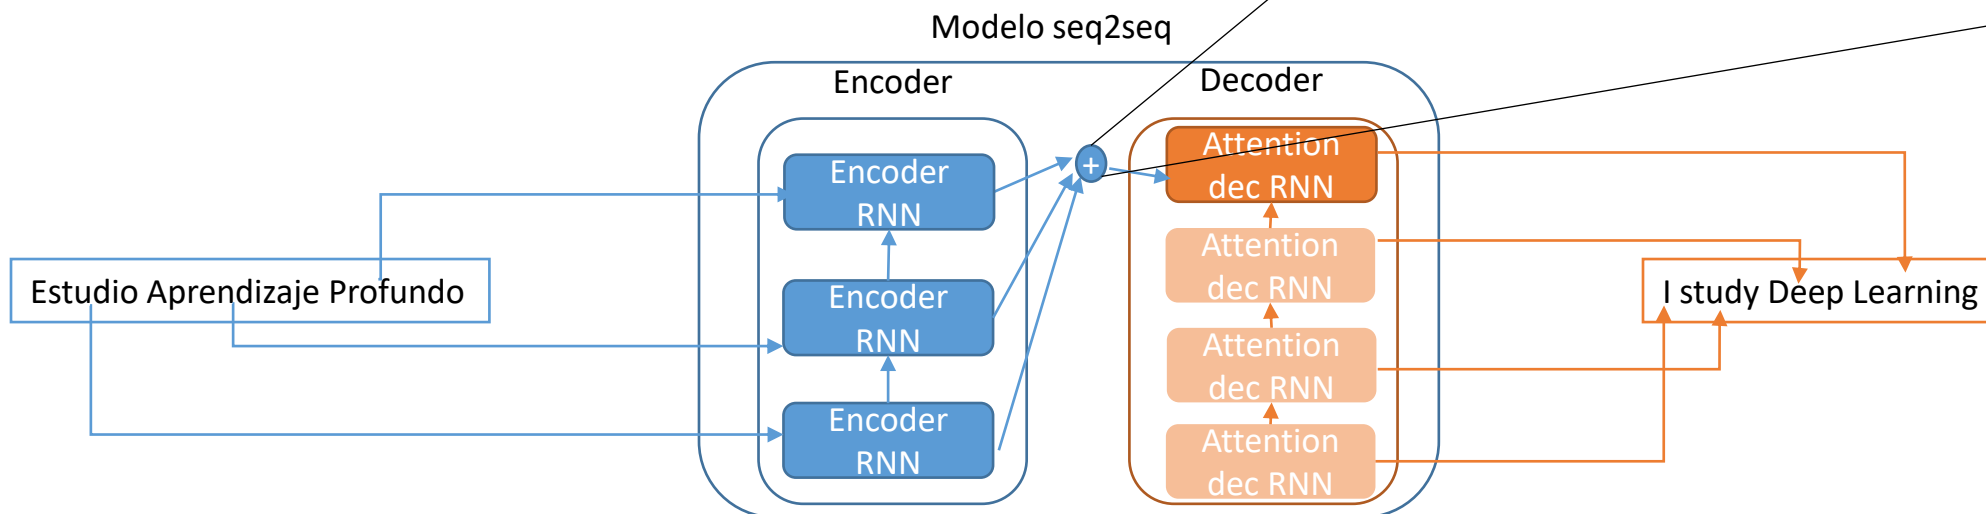 Modelo seq2seq
Encoder
Decoder
Encoder
RNN
Encoder
RNN
Encoder
RNN
+
Attention
dec RNN
Attention
dec RNN
Attention
dec RNN
Attention
dec RNN
Estudio Aprendizaje Profundo
I study Deep Learning